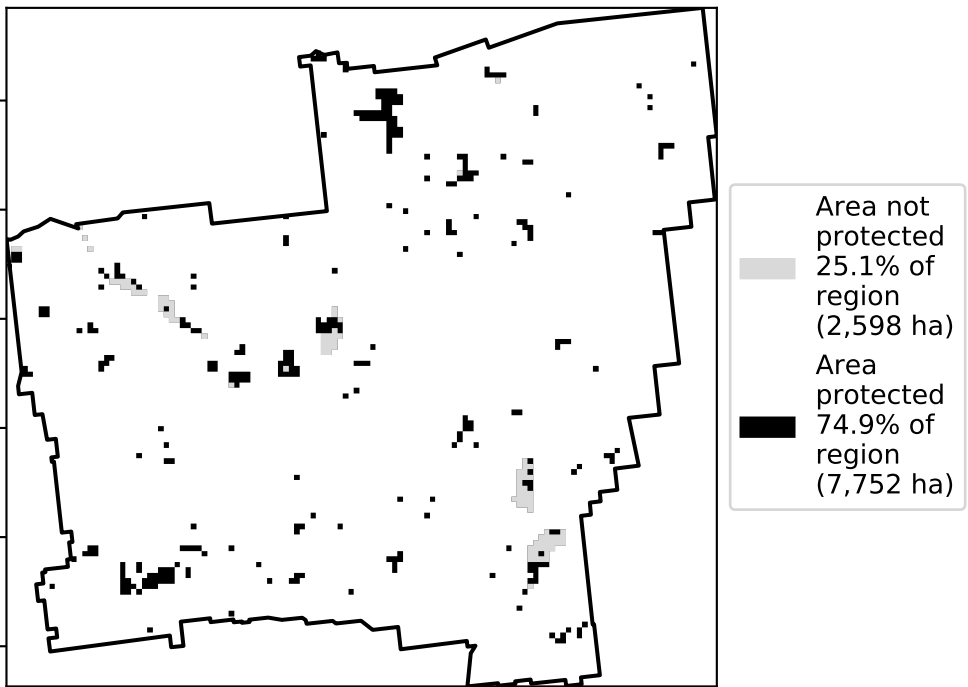 Area not
protected
25.1% of
region
(2,598 ha)
Area
protected
74.9% of
region
(7,752 ha)